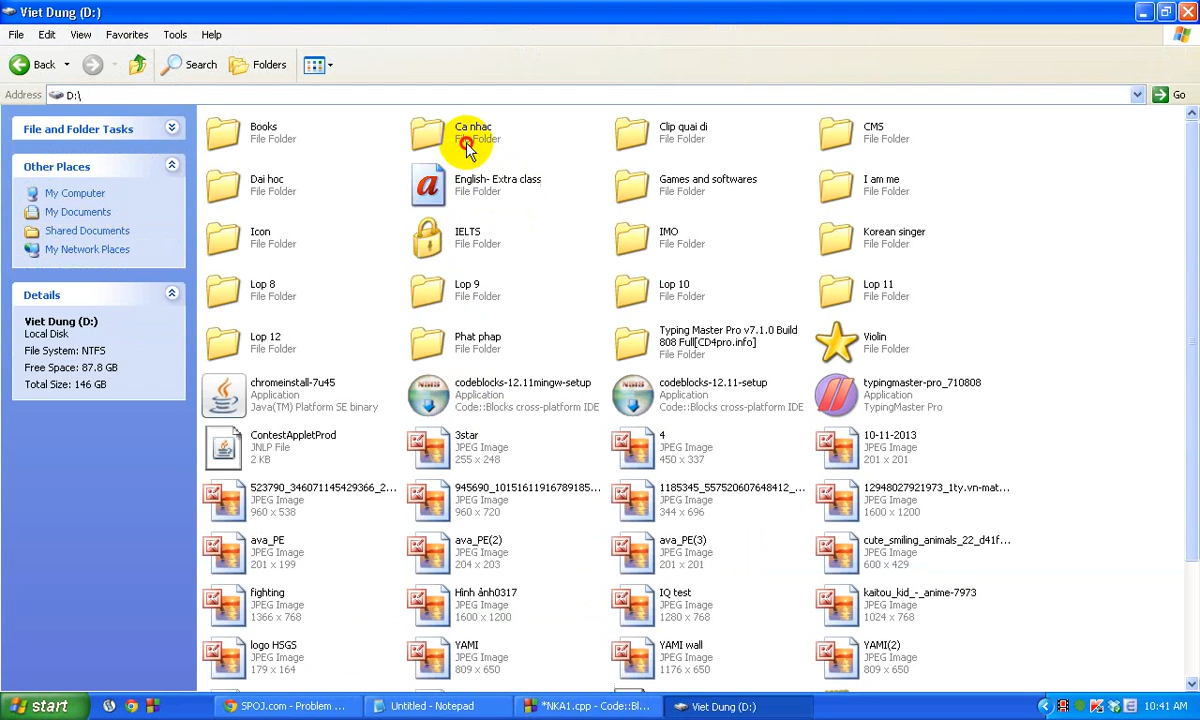 Viet Dung (D:)
File Edit View Favorites Tools Help
Back Search Folders
Address D:\ Go
File and Folder Tasks
Other Places
My Computer
My Documents
Shared Documents
My Network Places
Details
Viet Dung (D:)
Local Disk
File System: NTFS
Free Space: 87.8 GB
Total Size: 146 GB
Books
File Folder
Ca nhac
File Folder
Clip quai di
File Folder
CMS
File Folder
Dai hoc
File Folder
English- Extra class
File Folder
Games and softwares
File Folder
I am me
File Folder
Icon
File Folder
IELTS
File Folder
IMO
File Folder
Korean singer
File Folder
Lop 8
File Folder
Lop 9
File Folder
Lop 10
File Folder
Lop 11
File Folder
Lop 12
File Folder
Phat phap
File Folder
Typing Master Pro v7.1.0 Build
808 Full[CD4pro.info]
File Folder
Violin
File Folder
chromeinstall-7u45
Application
Java(TM) Platform SE binary
codeblocks-12.11mingw-setup
Application
Code::Blocks cross-platform IDE
codeblocks-12.11-setup
Application
Code::Blocks cross-platform IDE
typingmaster-pro_710808
Application
TypingMaster Pro
ContestAppletProd
JNLP File
2 KB
3star
JPEG Image
255 x 248
4
JPEG Image
450 x 337
10-11-2013
JPEG Image
201 x 201
523790_346071145429366_2...
JPEG Image
960 x 538
945690_10151611916789185...
JPEG Image
960 x 720
1185345_557520607648412_...
JPEG Image
344 x 696
12948027921973_1ty.vn-mat...
JPEG Image
1600 x 1200
ava_PE
JPEG Image
201 x 199
ava_PE(2)
JPEG Image
204 x 203
ava_PE(3)
JPEG Image
201 x 201
cute_smiling_animals_22_d41f...
JPEG Image
600 x 429
fighting
JPEG Image
1366 x 768
Hình ảnh0317
JPEG Image
1600 x 1200
IQ test
JPEG Image
1280 x 768
kaitou_kid_-_anime-7973
JPEG Image
1024 x 768
logo HSGS
JPEG Image
179 x 164
YAMI
JPEG Image
809 x 650
YAMI wall
JPEG Image
1176 x 650
YAMI(2)
JPEG Image
809 x 650
start SPOJ.com - Problem ... Untitled - Notepad *NKA1.cpp - Code::Bl... Viet Dung (D:) 10:41 AM